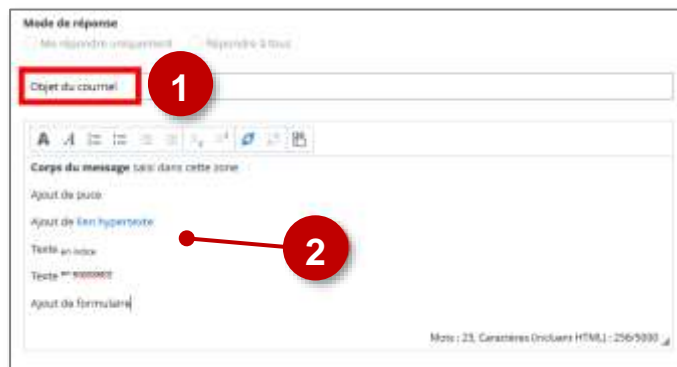 Mode de réponse
Me répondre uniquement Répondre à tous
Objet du courriel
1
A A
Corps du message saisi dans cette zone
Ajout de puce
Ajout de lien hypertexte
2
Texte en indice
Texte en exposant
Ajout de formulaire
Mots : 23, Caractères (incluant HTML) : 256/5000